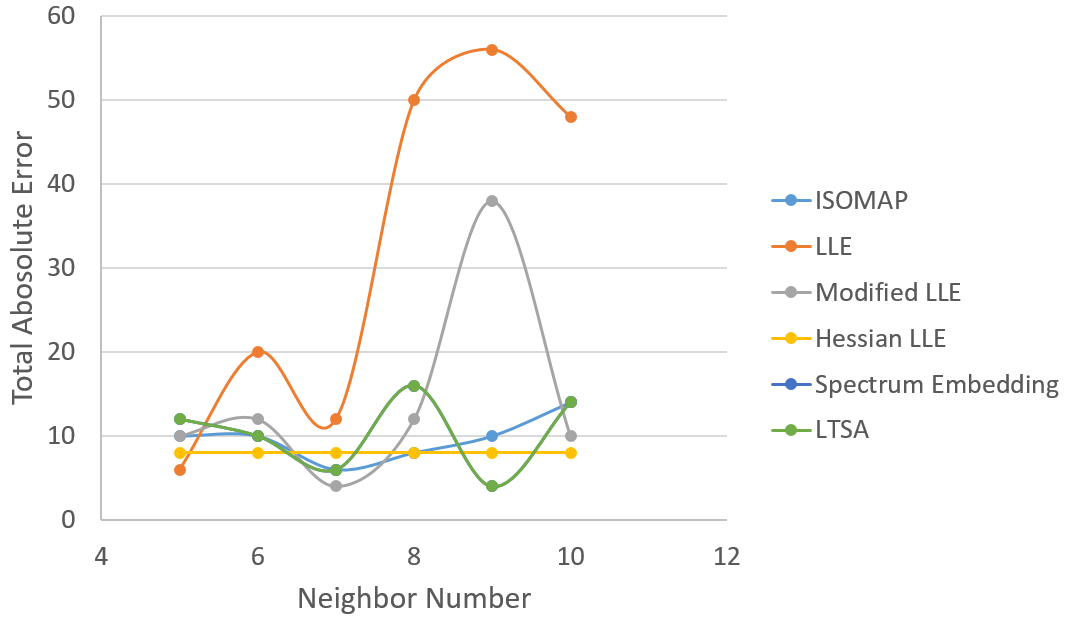 60
50
40
30
20
10
0
Total Abosolute Error
4
6
8
10
12
Neighbor Number
ISOMAP
LLE
Modified LLE
Hessian LLE
Spectrum Embedding
LTSA